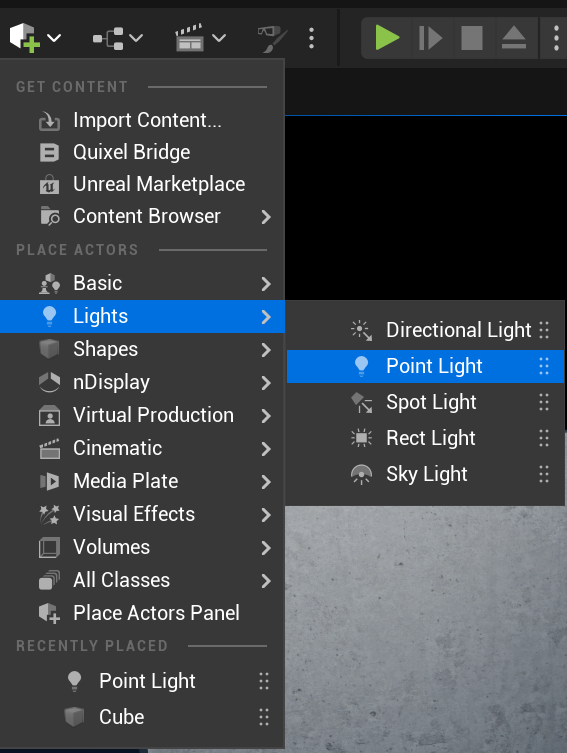 GET CONTENT
Import Content...
Quixel Bridge
Unreal Marketplace
Content Browser
PLACE ACTORS
Basic
Lights
Shapes
nDisplay
Virtual Production
Cinematic
Media Plate
Visual Effects
Volumes
All Classes
Place Actors Panel
RECENTLY PLACED
Point Light
Cube
Directional Light
Point Light
Spot Light
Rect Light
Sky Light